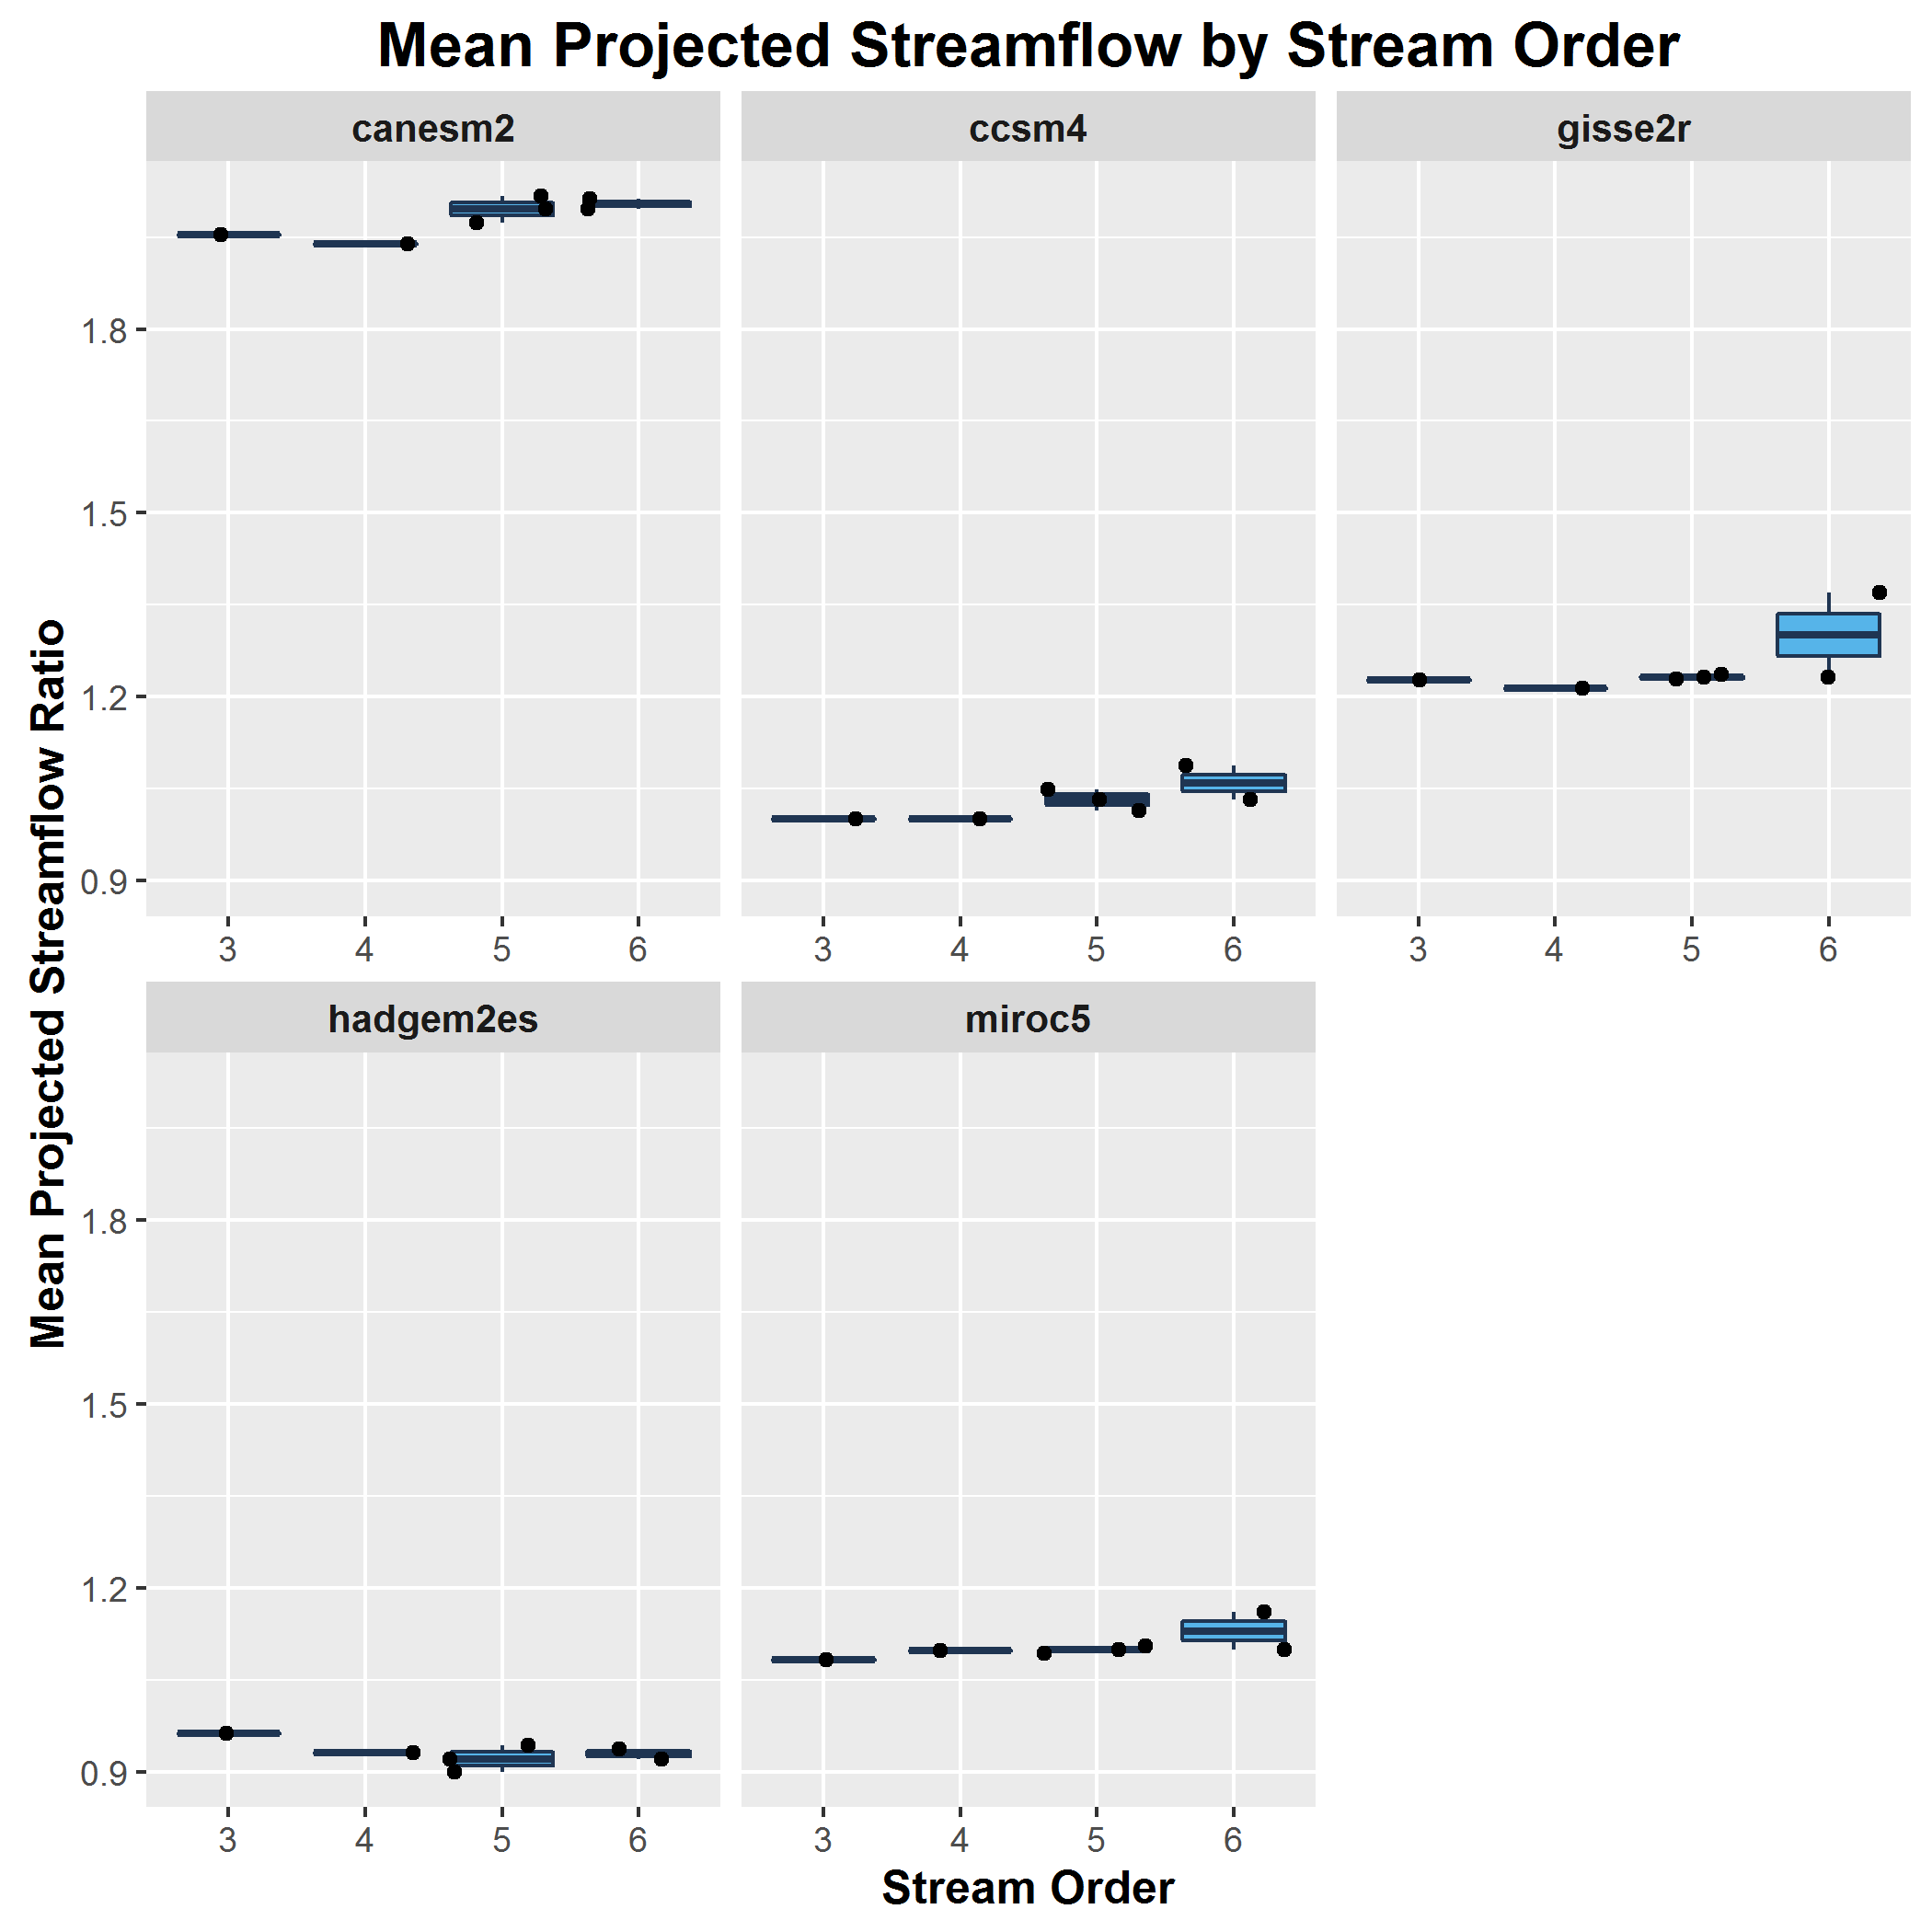 Mean Projected Streamflow by Stream Order
canesm2
ccsm4
gisse2r
1.8
1.5
1.2
0.9
3 4 5 6
3 4 5 6
3 4 5 6
Mean Projected Streamflow Ratio
hadgem2es
miroc5
1.8
1.5
1.2
0.9
3 4 5 6
3 4 5 6
Stream Order